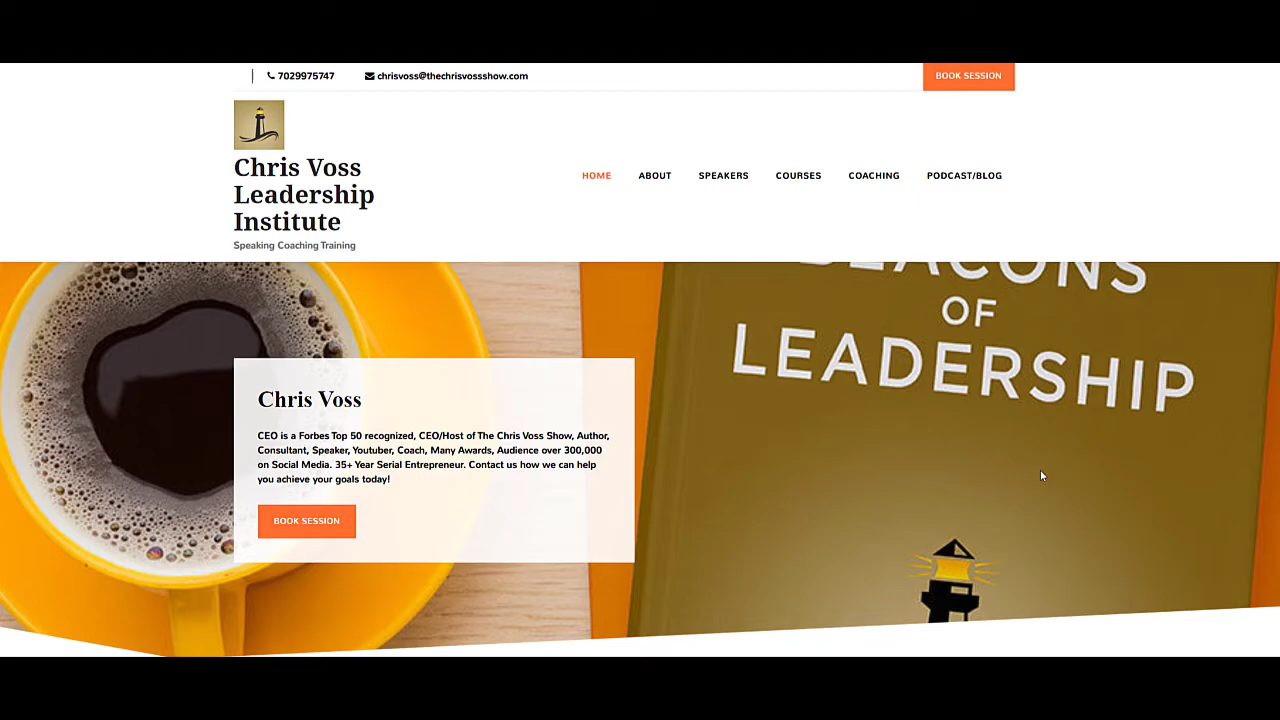 7029975747 chrisvoss@thechrisvossshow.com BOOK SESSION
Chris Voss
Leadership
Institute
Speaking Coaching Training
HOME ABOUT SPEAKERS COURSES COACHING PODCAST/BLOG
BEACONS
OF
LEADERSHIP
Chris Voss
CEO is a Forbes Top 50 recognized, CEO/Host of The Chris Voss Show, Author,
Consultant, Speaker, Youtuber, Coach, Many Awards, Audience over 300,000
on Social Media. 35+ Year Serial Entrepreneur. Contact us how we can help
you achieve your goals today!
BOOK SESSION